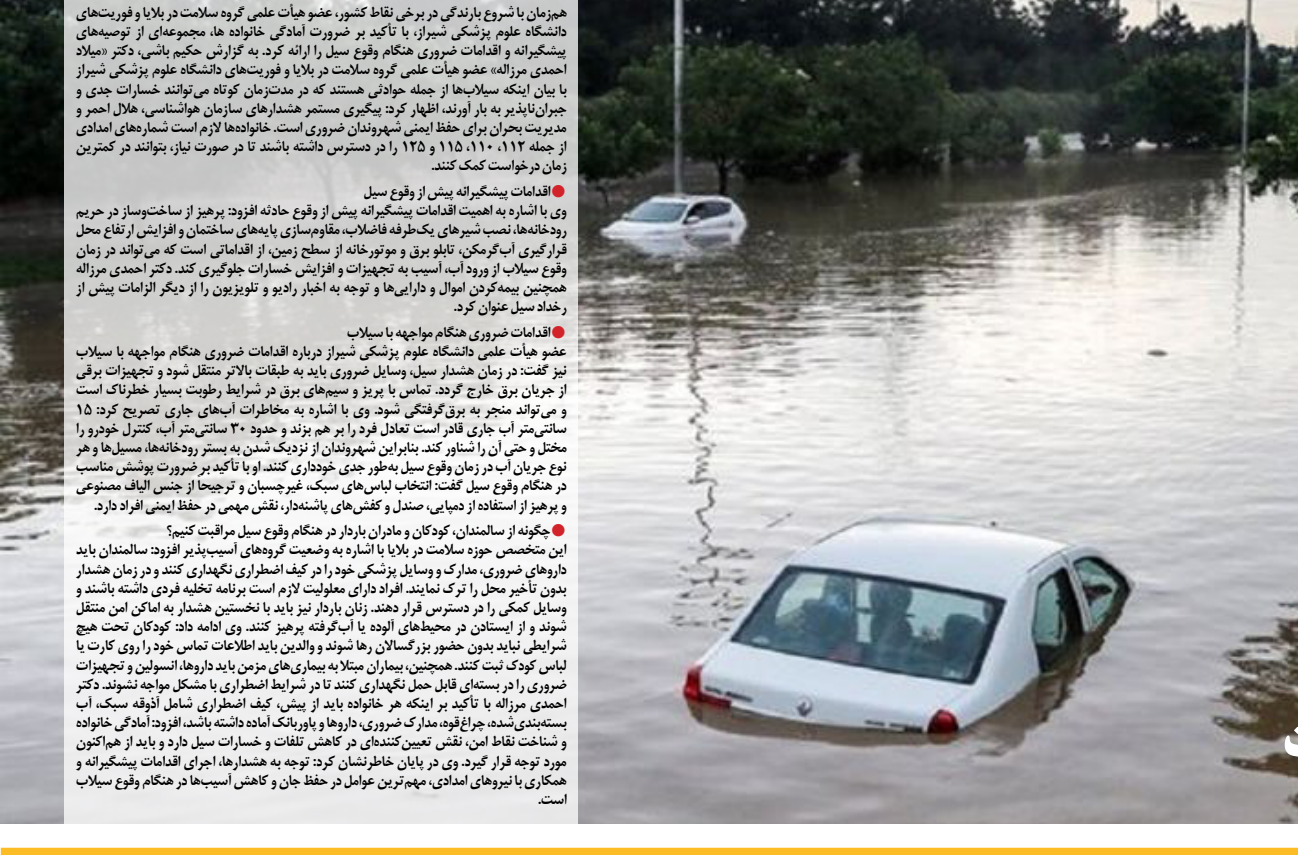 هم‌زمان با شروع بارندگی در برخی نقاط کشور، عضو هیأت علمی گروه سلامت در بلایا و فوریت‌های
دانشگاه علوم پزشکی شیراز، با تأکید بر ضرورت آمادگی خانواده ها، مجموعه‌ای از توصیه‌های
پیشگیرانه و اقدامات ضروری هنگام وقوع سیل را ارائه کرد. به گزارش حکیم باشی، دکتر «میلاد
احمدی مرزاله» عضو هیأت علمی گروه سلامت در بلایا و فوریت‌های دانشگاه علوم پزشکی شیراز
با بیان اینکه سیلاب‌ها از جمله حوادثی هستند که در مدت‌زمان کوتاه می‌توانند خسارات جدی و
جبران‌ناپذیر به بار آورند، اظهار کرد: پیگیری مستمر هشدارهای سازمان هواشناسی، هلال احمر و
مدیریت بحران برای حفظ ایمنی شهروندان ضروری است. خانواده‌ها لازم است شماره‌های امدادی
از جمله ۱۱۲، ۱۱۰، ۱۱۵ و ۱۲۵ را در دسترس داشته باشند تا در صورت نیاز، بتوانند در کمترین
زمان درخواست کمک کنند.
● اقدامات پیشگیرانه پیش از وقوع سیل
وی با اشاره به اهمیت اقدامات پیشگیرانه پیش از وقوع حادثه افزود: پرهیز از ساخت‌وساز در حریم
رودخانه‌ها، نصب شیرهای یک‌طرفه فاضلاب، مقاوم‌سازی پایه‌های ساختمان و افزایش ارتفاع محل
قرارگیری آب‌گرمکن، تابلو برق و موتورخانه از سطح زمین، از اقداماتی است که می‌تواند در زمان
وقوع سیلاب از ورود آب، آسیب به تجهیزات و افزایش خسارات جلوگیری کند. دکتر احمدی مرزاله
همچنین بیمه‌کردن اموال و دارایی‌ها و توجه به اخبار رادیو و تلویزیون را از دیگر الزامات پیش از
رخداد سیل عنوان کرد.
● اقدامات ضروری هنگام مواجهه با سیلاب
عضو هیأت علمی دانشگاه علوم پزشکی شیراز درباره اقدامات ضروری هنگام مواجهه با سیلاب
نیز گفت: در زمان هشدار سیل، وسایل ضروری باید به طبقات بالاتر منتقل شود و تجهیزات برقی
از جریان برق خارج گردد. تماس با پریز و سیم‌های برق در شرایط رطوبت بسیار خطرناک است
و می‌تواند منجر به برق‌گرفتگی شود. وی با اشاره به مخاطرات آب‌های جاری تصریح کرد: ۱۵
سانتی‌متر آب جاری قادر است تعادل فرد را بر هم بزند و حدود ۳۰ سانتی‌متر آب، کنترل خودرو را
مختل و حتی آن را شناور کند. بنابراین شهروندان از نزدیک شدن به بستر رودخانه‌ها، مسیل‌ها و هر
نوع جریان آب در زمان وقوع سیل به‌طور جدی خودداری کنند. او با تأکید بر ضرورت پوشش مناسب
در هنگام وقوع سیل گفت: انتخاب لباس‌های سبک، غیرچسبان و ترجیحاً از جنس الیاف مصنوعی
و پرهیز از استفاده از دمپایی، صندل و کفش‌های پاشنه‌دار، نقش مهمی در حفظ ایمنی افراد دارد.
● چگونه از سالمندان، کودکان و مادران باردار در هنگام وقوع سیل مراقبت کنیم؟
این متخصص حوزه سلامت در بلایا با اشاره به وضعیت گروه‌های آسیب‌پذیر افزود: سالمندان باید
داروهای ضروری، مدارک و وسایل پزشکی خود را در کیف اضطراری نگهداری کنند و در زمان هشدار
بدون تأخیر محل را ترک نمایند. افراد دارای معلولیت لازم است برنامه تخلیه فردی داشته باشند و
وسایل کمکی را در دسترس قرار دهند. زنان باردار نیز باید با نخستین هشدار به اماکن امن منتقل
شوند و از ایستادن در محیط‌های آلوده یا آب‌گرفته پرهیز کنند. وی ادامه داد: کودکان تحت هیچ
شرایطی نباید بدون حضور بزرگسالان رها شوند و والدین باید اطلاعات تماس خود را روی کارت یا
لباس کودک ثبت کنند. همچنین، بیماران مبتلا به بیماری‌های مزمن باید داروها، انسولین و تجهیزات
ضروری را در بسته‌ای قابل حمل نگهداری کنند تا در شرایط اضطراری با مشکل مواجه نشوند. دکتر
احمدی مرزاله با تأکید بر اینکه هر خانواده باید از پیش، کیف اضطراری شامل آذوقه سبک، آب
بسته‌بندی‌شده، چراغ‌قوه، مدارک ضروری، داروها و پاوربانک آماده داشته باشد، افزود: آمادگی خانواده
و شناخت نقاط امن، نقش تعیین‌کننده‌ای در کاهش تلفات و خسارات سیل دارد و باید از هم‌اکنون
مورد توجه قرار گیرد. وی در پایان خاطرنشان کرد: توجه به هشدارها، اجرای اقدامات پیشگیرانه و
همکاری با نیروهای امدادی، مهم‌ترین عوامل در حفظ جان و کاهش آسیب‌ها در هنگام وقوع سیلاب
است.